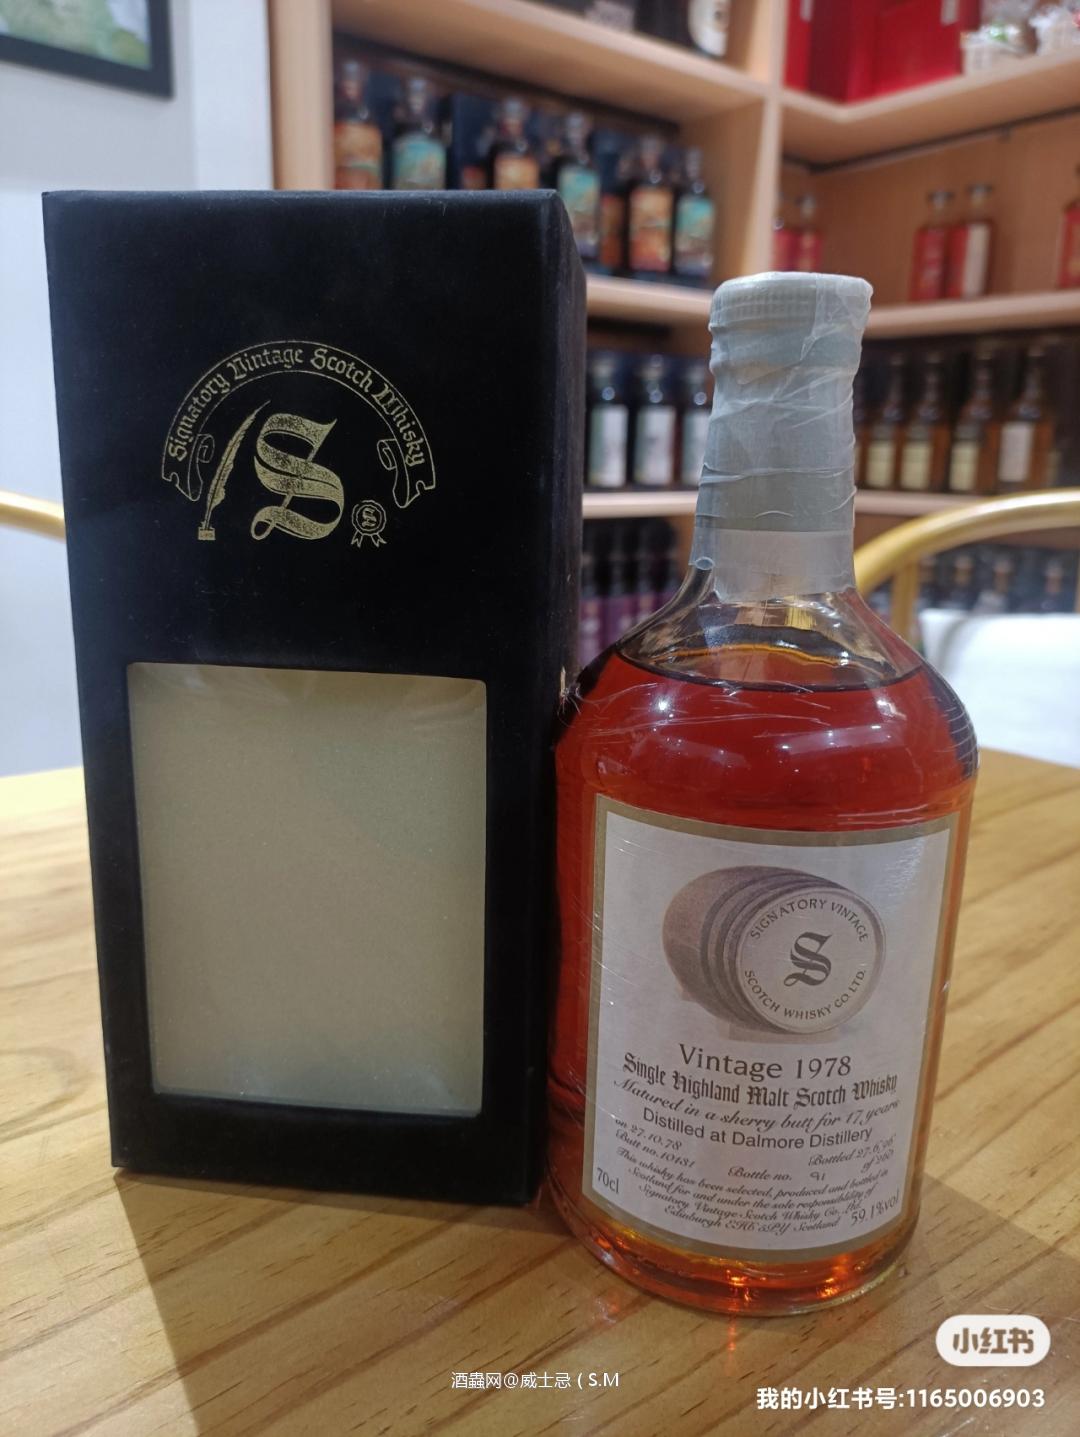 Signatory Vintage Scotch Whisky
S
S
SIGNATORY VINTAGE
S
SCOTCH WHISKY CO. LTD.
Vintage 1978
Single Highland Malt Scotch Whisky
Matured in a sherry butt for 17 years
Distilled at Dalmore Distillery
on 27.10.78
Butt no. 10131
Bottle no. 91
Bottled 27.6.96
This whisky has been selected, produced and bottled in
Scotland for and under the sole responsibility of
Signatory Vintage Scotch Whisky Co. Ltd.
Edinburgh EH6 5PY Scotland
70cl
59.1%vol
小红书
酒蟲网@威士忌 ( S.M
我的小红书号:1165006903